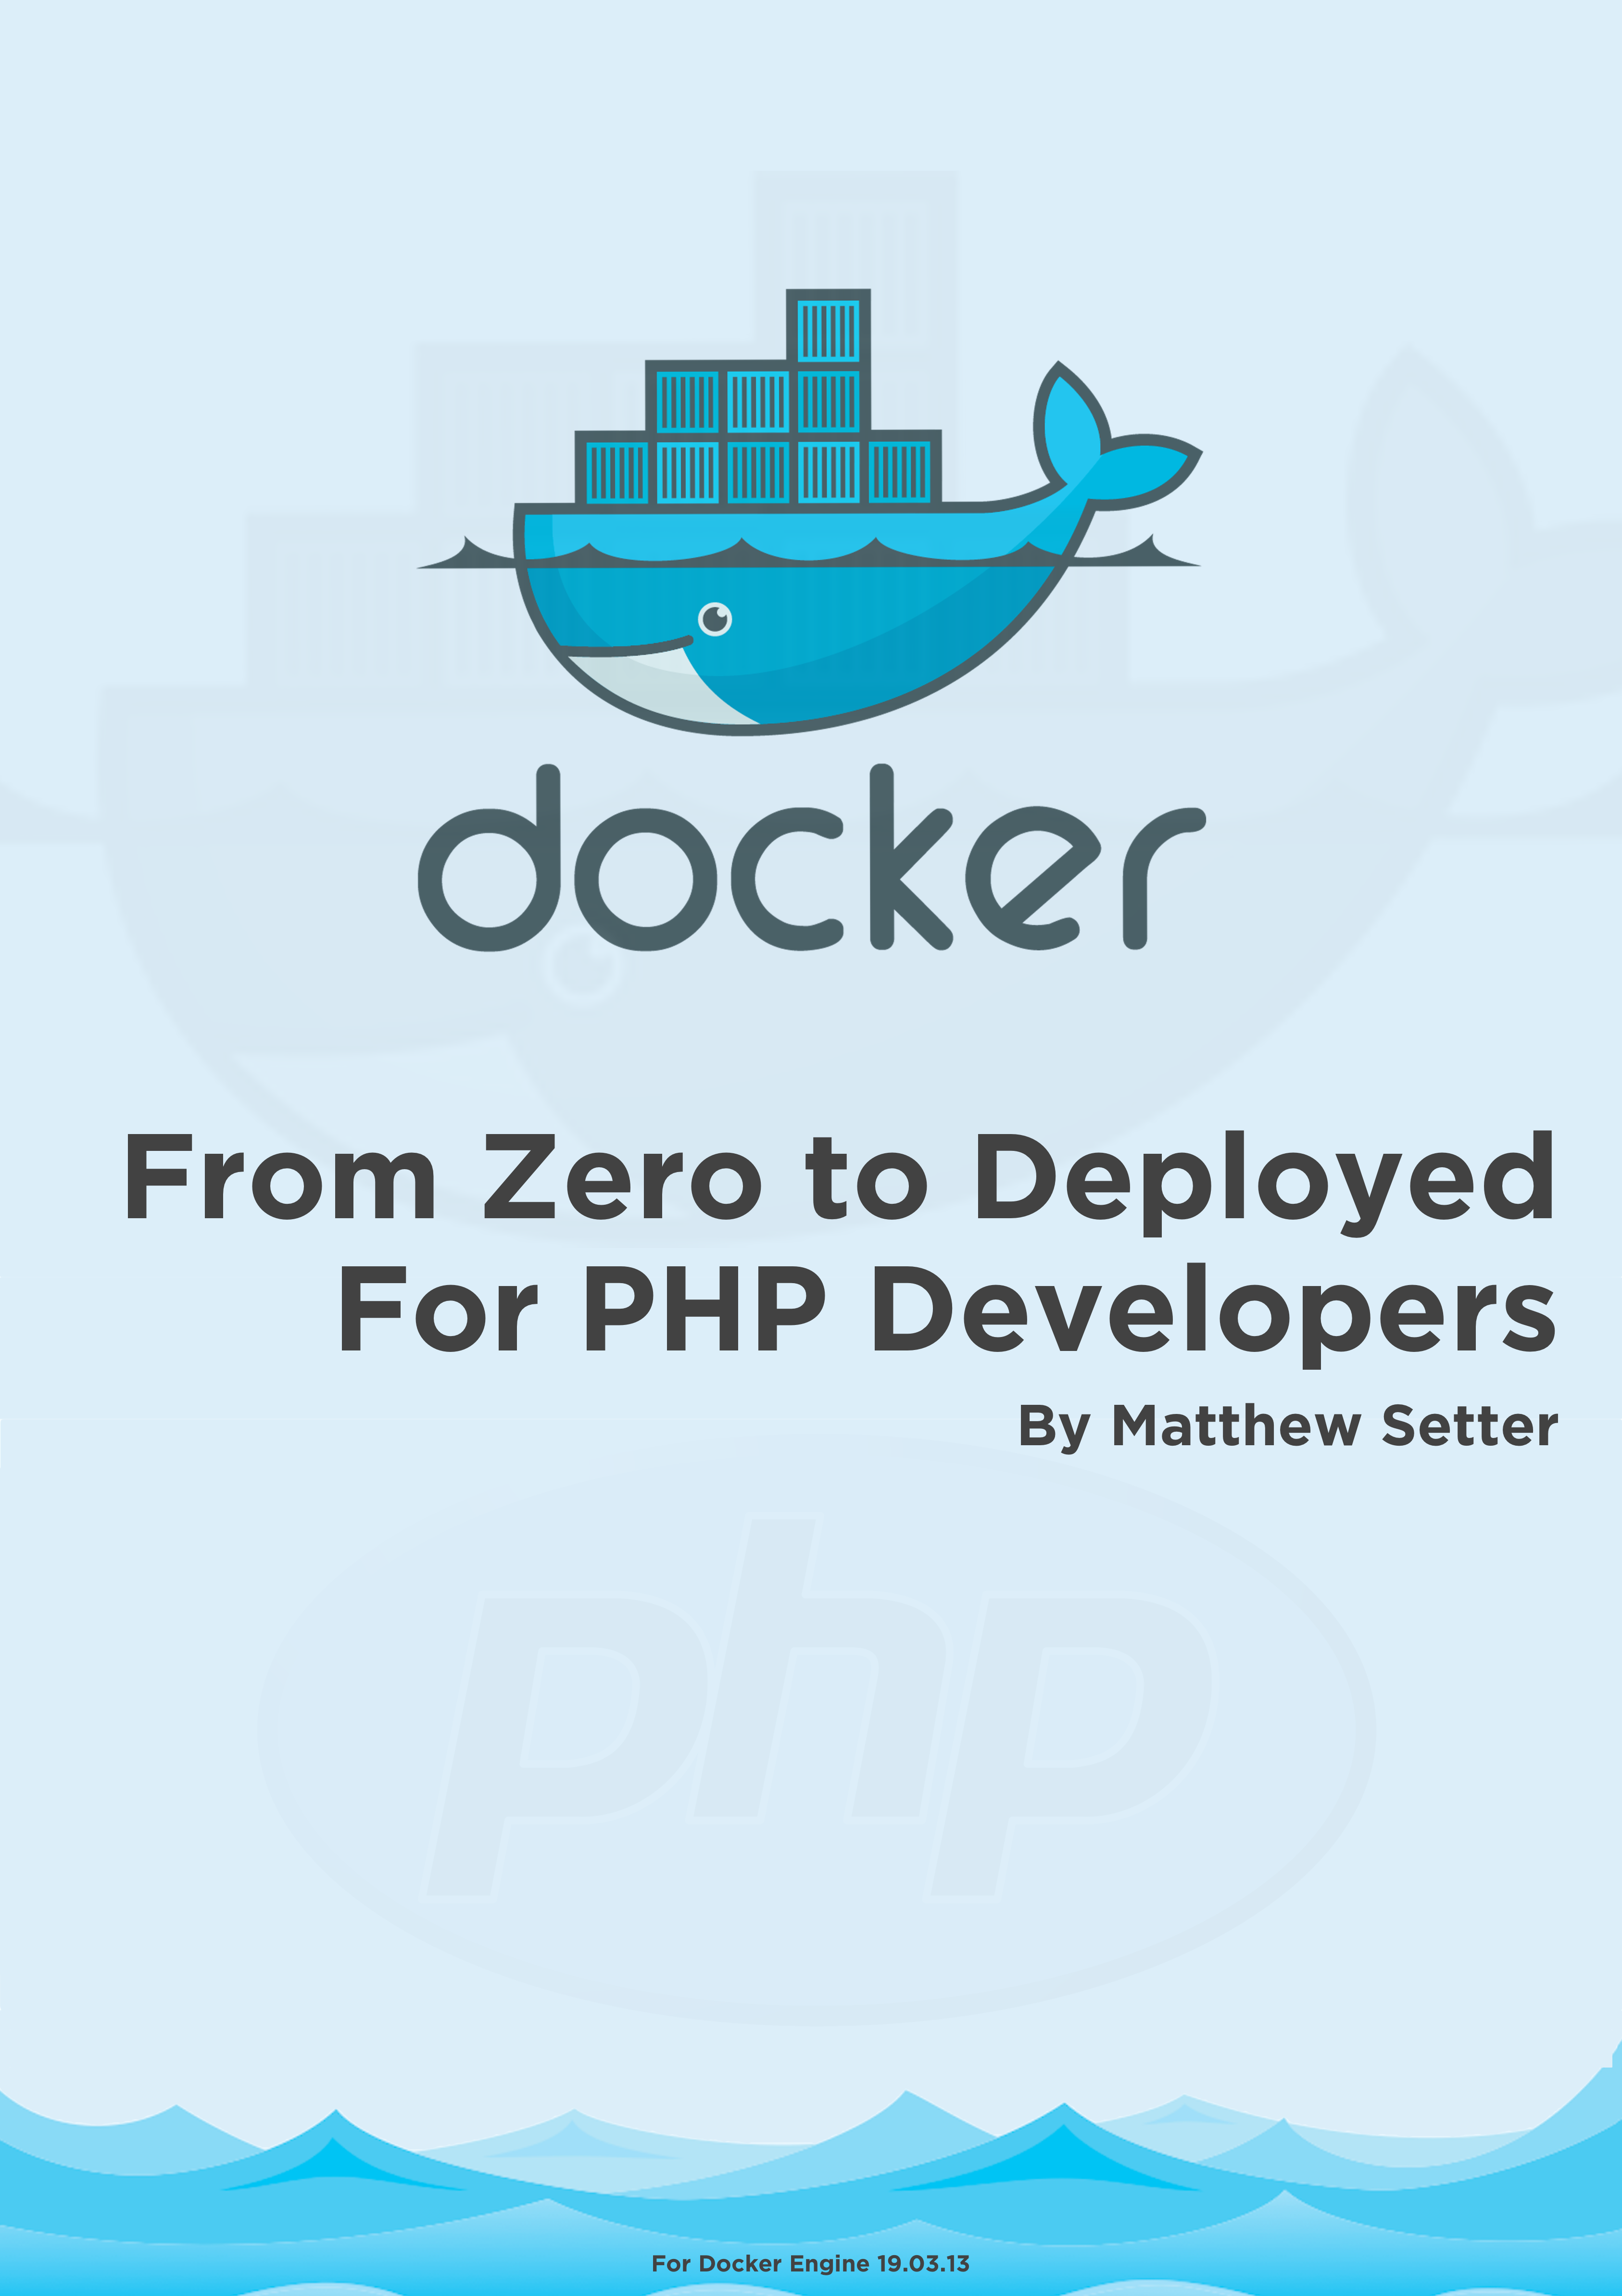 docker
From Zero to Deployed
For PHP Developers
By Matthew Setter
php
For Docker Engine 19.03.13